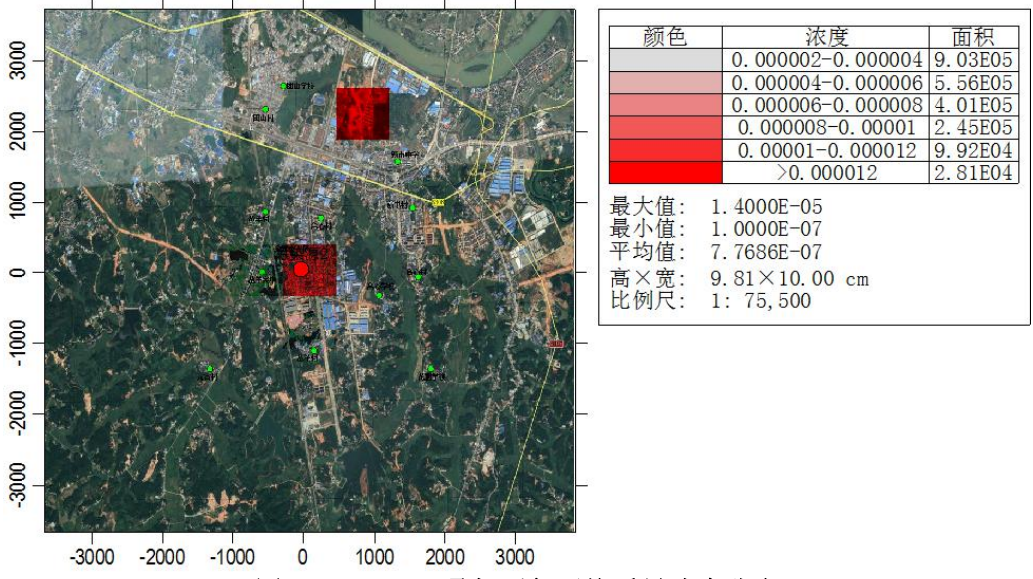 颜色 浓度 面积
0.000002-0.000004 9.03E05
0.000004-0.000006 5.56E05
0.000006-0.000008 4.01E05
0.000008-0.00001 2.45E05
0.00001-0.000012 9.92E04
>0.000012 2.81E04
最大值: 1.4000E-05
最小值: 1.0000E-07
平均值: 7.7686E-07
高×宽: 9.81×10.00 cm
比例尺: 1: 75,500
3000
2000
1000
0
-1000
-2000
-3000
-3000 -2000 -1000 0 1000 2000 3000